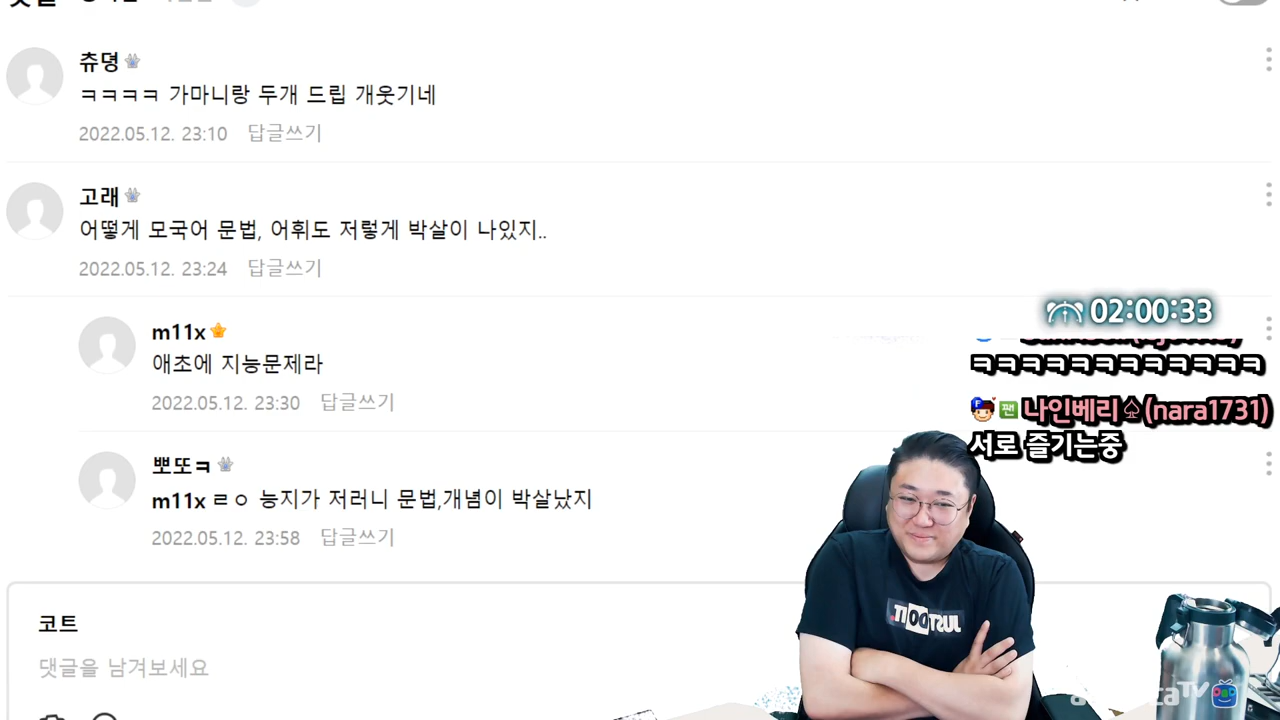 츄뎡
ㅋㅋㅋㅋ 가마니랑 두개 드립 개웃기네
2022.05.12. 23:10 답글쓰기
고래
어떻게 모국어 문법, 어휘도 저렇게 박살이 나있지..
2022.05.12. 23:24 답글쓰기
m11x
애초에 지능문제라
2022.05.12. 23:30 답글쓰기
뽀또ㅋ
m11x ㄹㅇ 능지가 저러니 문법,개념이 박살났지
2022.05.12. 23:58 답글쓰기
코트
댓글을 남겨보세요
02:00:33
ㅋㅋㅋㅋㅋㅋㅋㅋㅋㅋㅋㅋ
F 팬 나인베리♤(nara1731)
서로 즐기는중
JUST DO IT.
TV